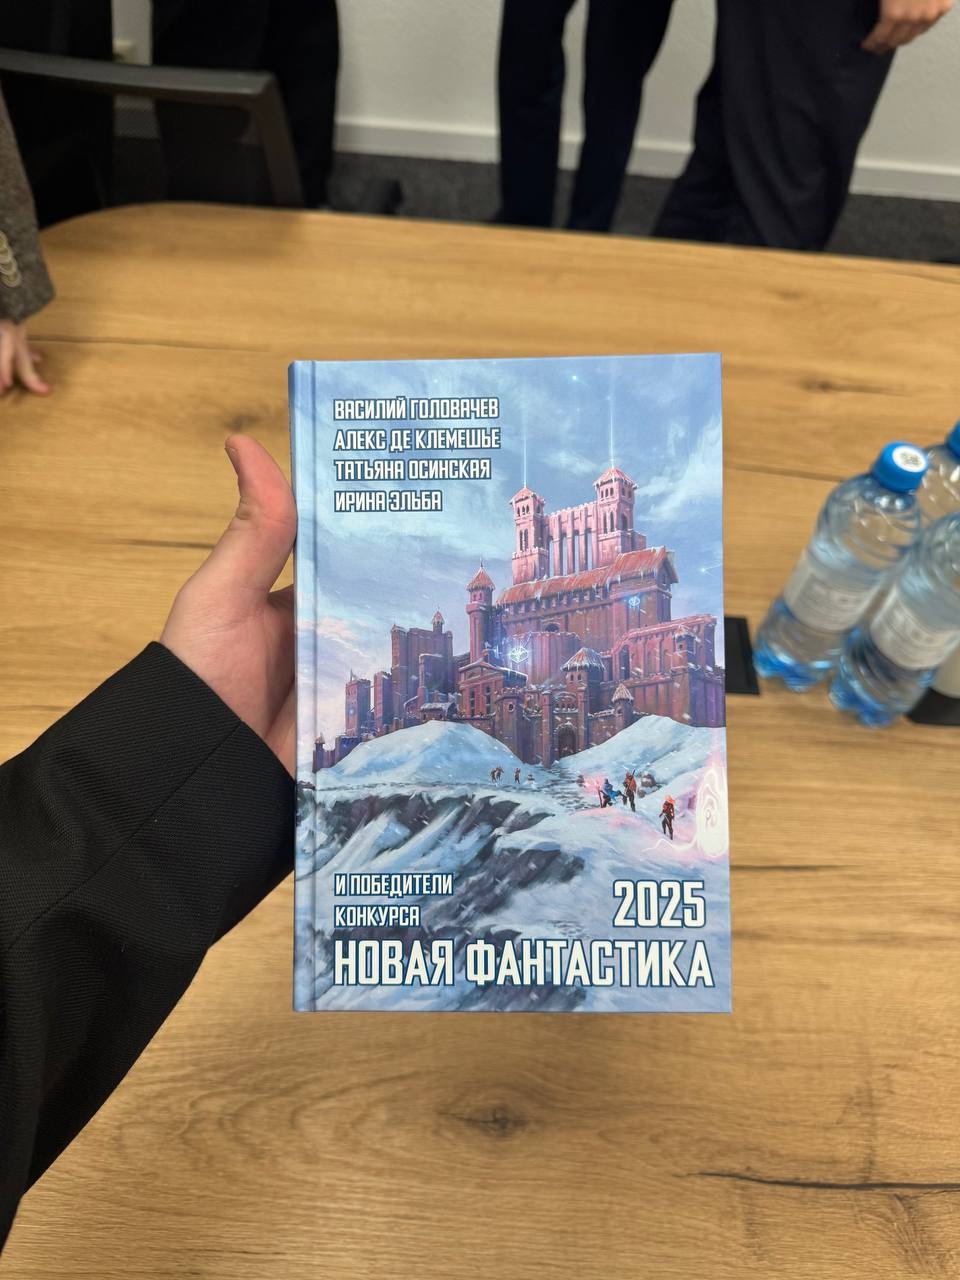 ВАСИЛИЙ ГОЛОВАЧЕВ
АЛЕКС ДЕ КЛЕМЕШЬЕ
ТАТЬЯНА ОСИНСКАЯ
ИРИНА ЭЛЬБА
И ПОБЕДИТЕЛИ
КОНКУРСА
2025
НОВАЯ ФАНТАСТИКА